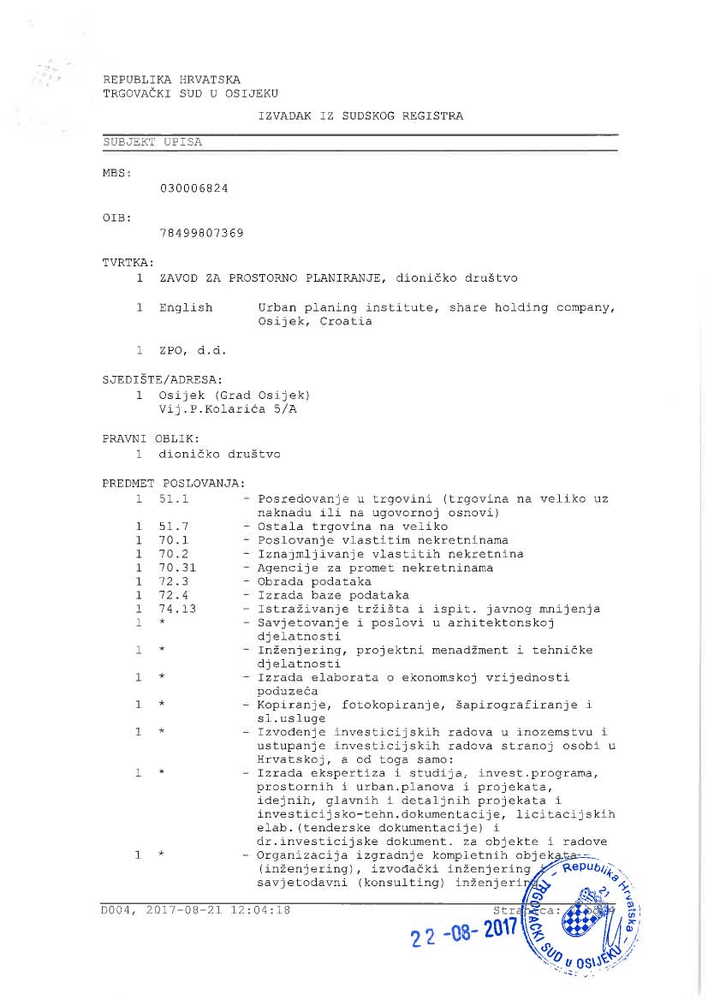 REPUBLIKA HRVATSKA
TRGOVAČKI SUD U OSIJEKU
IZVADAK IZ SUDSKOG REGISTRA
SUBJEKT UPISA
MBS:
030006824
OIB:
78499807369
TVRTKA:
1 ZAVOD ZA PROSTORNO PLANIRANJE, dioničko društvo
1 English Urban planing institute, share holding company,
Osijek, Croatia
1 ZPO, d.d.
SJEDIŠTE/ADRESA:
1 Osijek (Grad Osijek)
Vij.P.Kolarića 5/A
PRAVNI OBLIK:
1 dioničko društvo
PREDMET POSLOVANJA:
1 51.1 - Posredovanje u trgovini (trgovina na veliko uz
naknadu ili na ugovornoj osnovi)
1 51.7 - Ostala trgovina na veliko
1 70.1 - Poslovanje vlastitim nekretninama
1 70.2 - Iznajmljivanje vlastitih nekretnina
1 70.31 - Agencije za promet nekretninama
1 72.3 - Obrada podataka
1 72.4 - Izrada baze podataka
1 74.13 - Istraživanje tržišta i ispit. javnog mnijenja
1 * - Savjetovanje i poslovi u arhitektonskoj
djelatnosti
1 * - Inženjering, projektni menadžment i tehničke
djelatnosti
1 * - Izrada elaborata o ekonomskoj vrijednosti
poduzeća
1 * - Kopiranje, fotokopiranje, šapirografiranje i
sl.usluge
1 * - Izvođenje investicijskih radova u inozemstvu i
ustupanje investicijskih radova stranoj osobi u
Hrvatskoj, a od toga samo:
1 * - Izrada ekspertiza i studija, invest.programa,
prostornih i urban.planova i projekata,
idejnih, glavnih i detaljnih projekata i
investicijsko-tehn.dokumentacije, licitacijskih
elab.(tenderske dokumentacije) i
dr.investicijske dokument. za objekte i radove
1 * - Organizacija izgradnje kompletnih objekata
(inženjering), izvođački inženjering
savjetodavni (konsulting) inženjering
D004, 2017-08-21 12:04:18 Stranica:
22-08-2017
Republika Hrvatska
TRGOVAČKI SUD u OSIJEKU
21